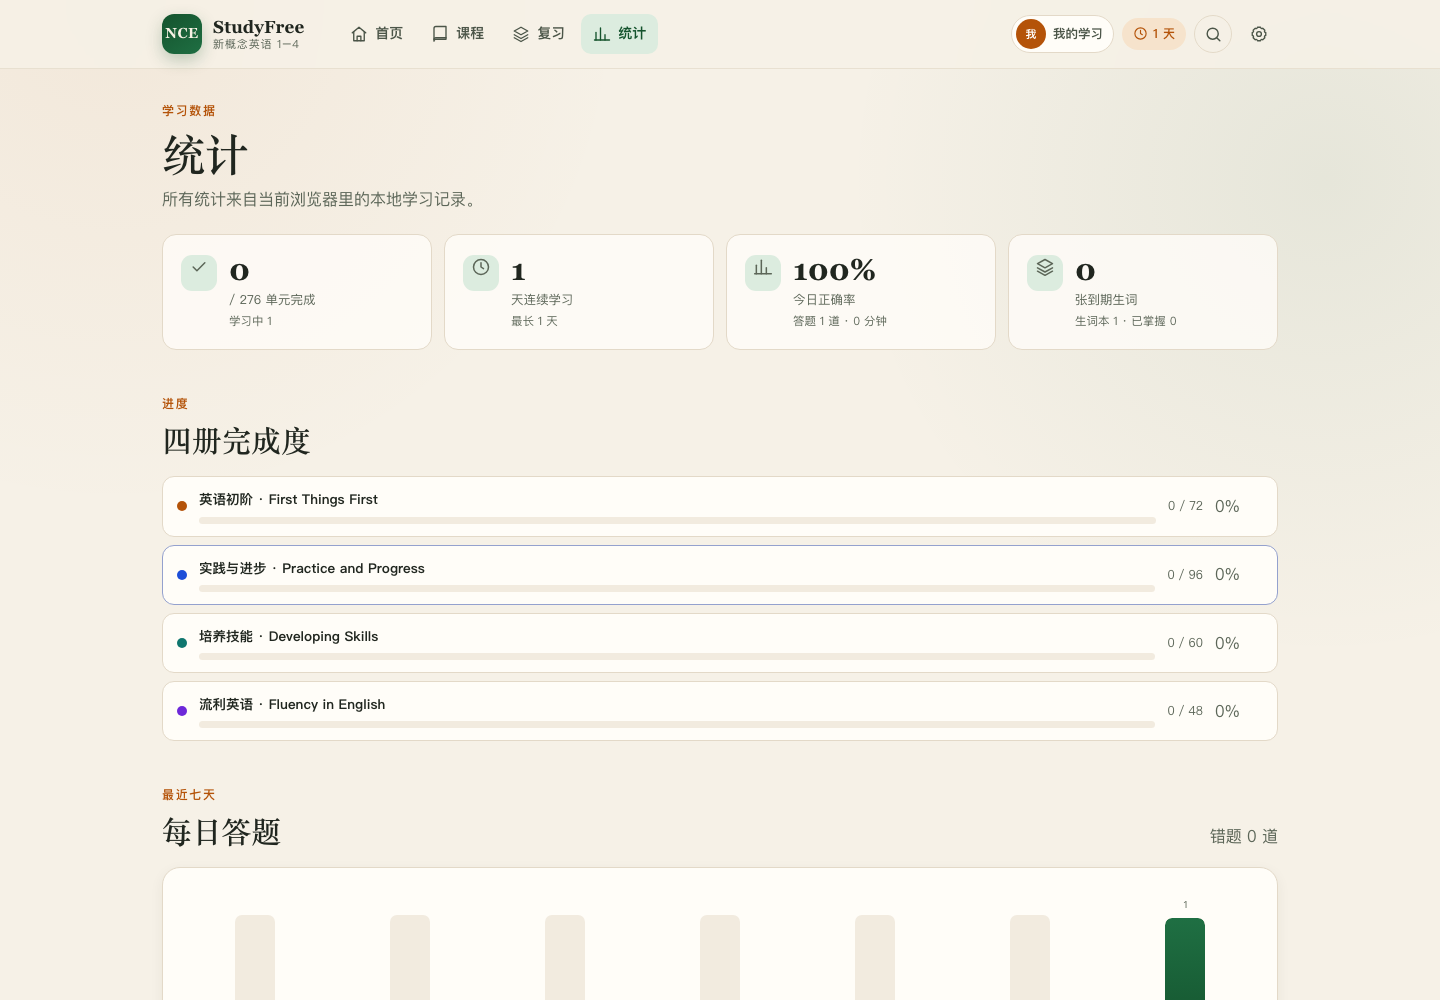 NCE
StudyFree
新概念英语 1—4
首页
课程
复习
统计
我
我的学习
1 天
学习数据
统计
所有统计来自当前浏览器里的本地学习记录。
0
/ 276 单元完成
学习中 1
1
天连续学习
最长 1 天
100%
今日正确率
答题 1 道 · 0 分钟
0
张到期生词
生词本 1 · 已掌握 0
进度
四册完成度
英语初阶 · First Things First
0 / 72
0%
实践与进步 · Practice and Progress
0 / 96
0%
培养技能 · Developing Skills
0 / 60
0%
流利英语 · Fluency in English
0 / 48
0%
最近七天
每日答题
错题 0 道
1